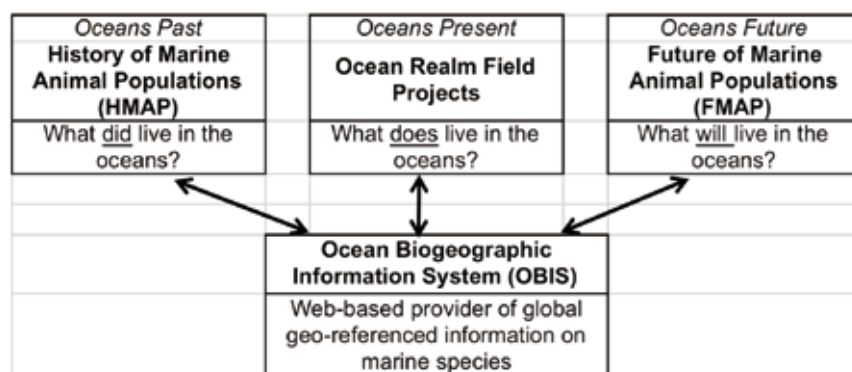 Oceans Past
History of Marine
Animal Populations
(HMAP)
What did live in the
oceans?
Oceans Present
Ocean Realm Field
Projects
What does live in the
oceans?
Oceans Future
Future of Marine
Animal Populations
(FMAP)
What will live in the
oceans?
Ocean Biogeographic
Information System (OBIS)
Web-based provider of global
geo-referenced information on
marine species